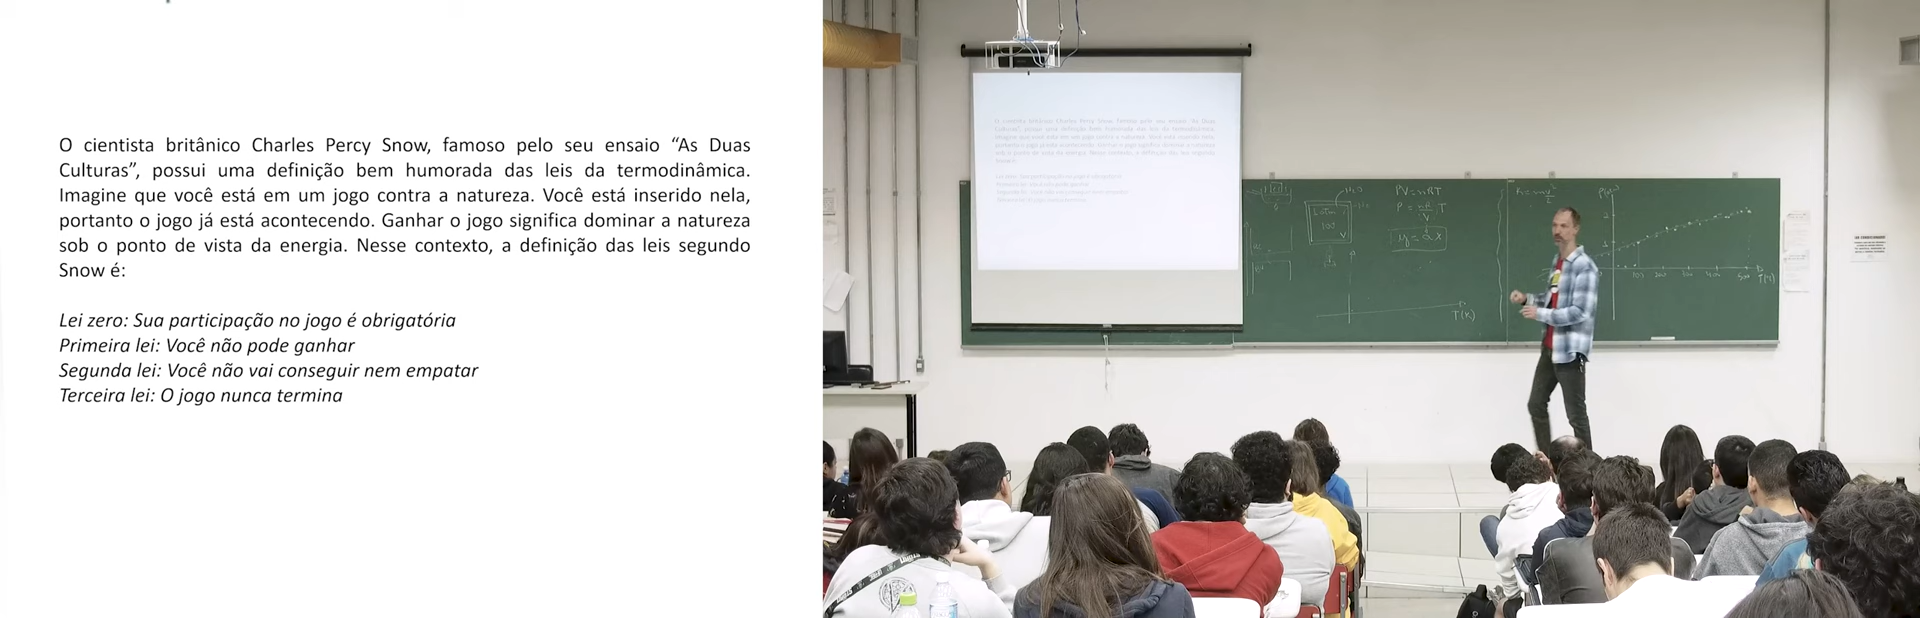 O cientista britânico Charles Percy Snow, famoso pelo seu ensaio “As Duas
Culturas”, possui uma definição bem humorada das leis da termodinâmica.
Imagine que você está em um jogo contra a natureza. Você está inserido nela,
portanto o jogo já está acontecendo. Ganhar o jogo significa dominar a natureza
sob o ponto de vista da energia. Nesse contexto, a definição das leis segundo
Snow é:
Lei zero: Sua participação no jogo é obrigatória
Primeira lei: Você não pode ganhar
Segunda lei: Você não vai conseguir nem empatar
Terceira lei: O jogo nunca termina
PV=nRT
y=ax
T(K)